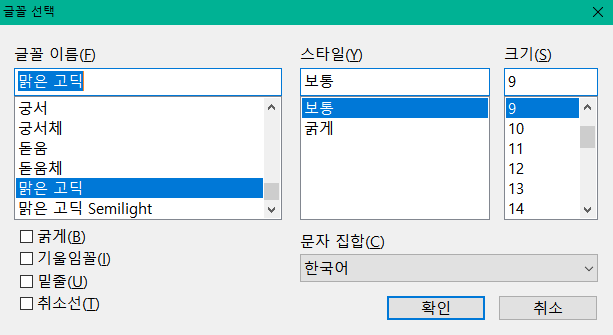 글꼴 선택
글꼴 이름(F)
맑은 고딕
궁서
궁서체
돋움
돋움체
맑은 고딕
맑은 고딕 Semilight
스타일(Y)
보통
보통
굵게
크기(S)
9
9
10
11
12
13
14
굵게(B)
기울임꼴(I)
밑줄(U)
취소선(T)
문자 집합(C)
한국어
확인
취소